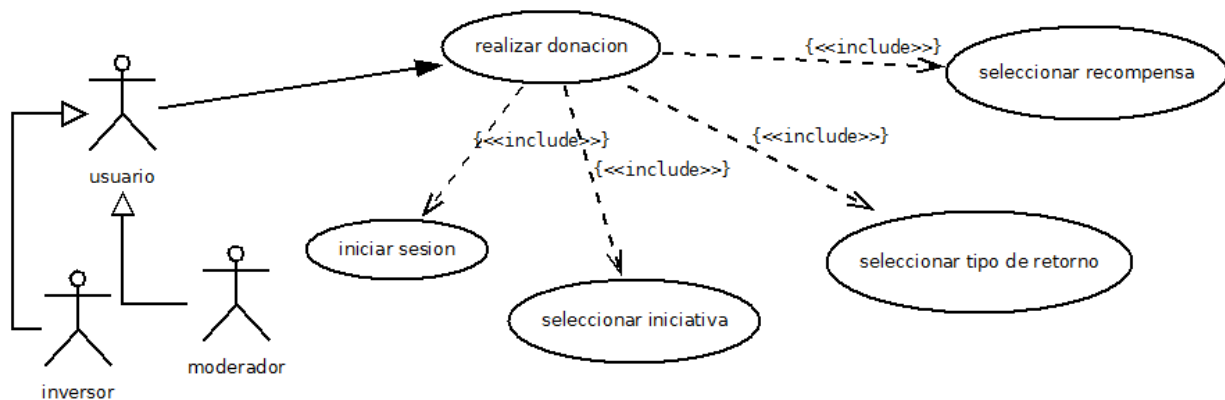 realizar donacion
{<<include>>}
seleccionar recompensa
{<<include>>}
{<<include>>}
{<<include>>}
usuario
iniciar sesion
seleccionar tipo de retorno
seleccionar iniciativa
moderador
inversor